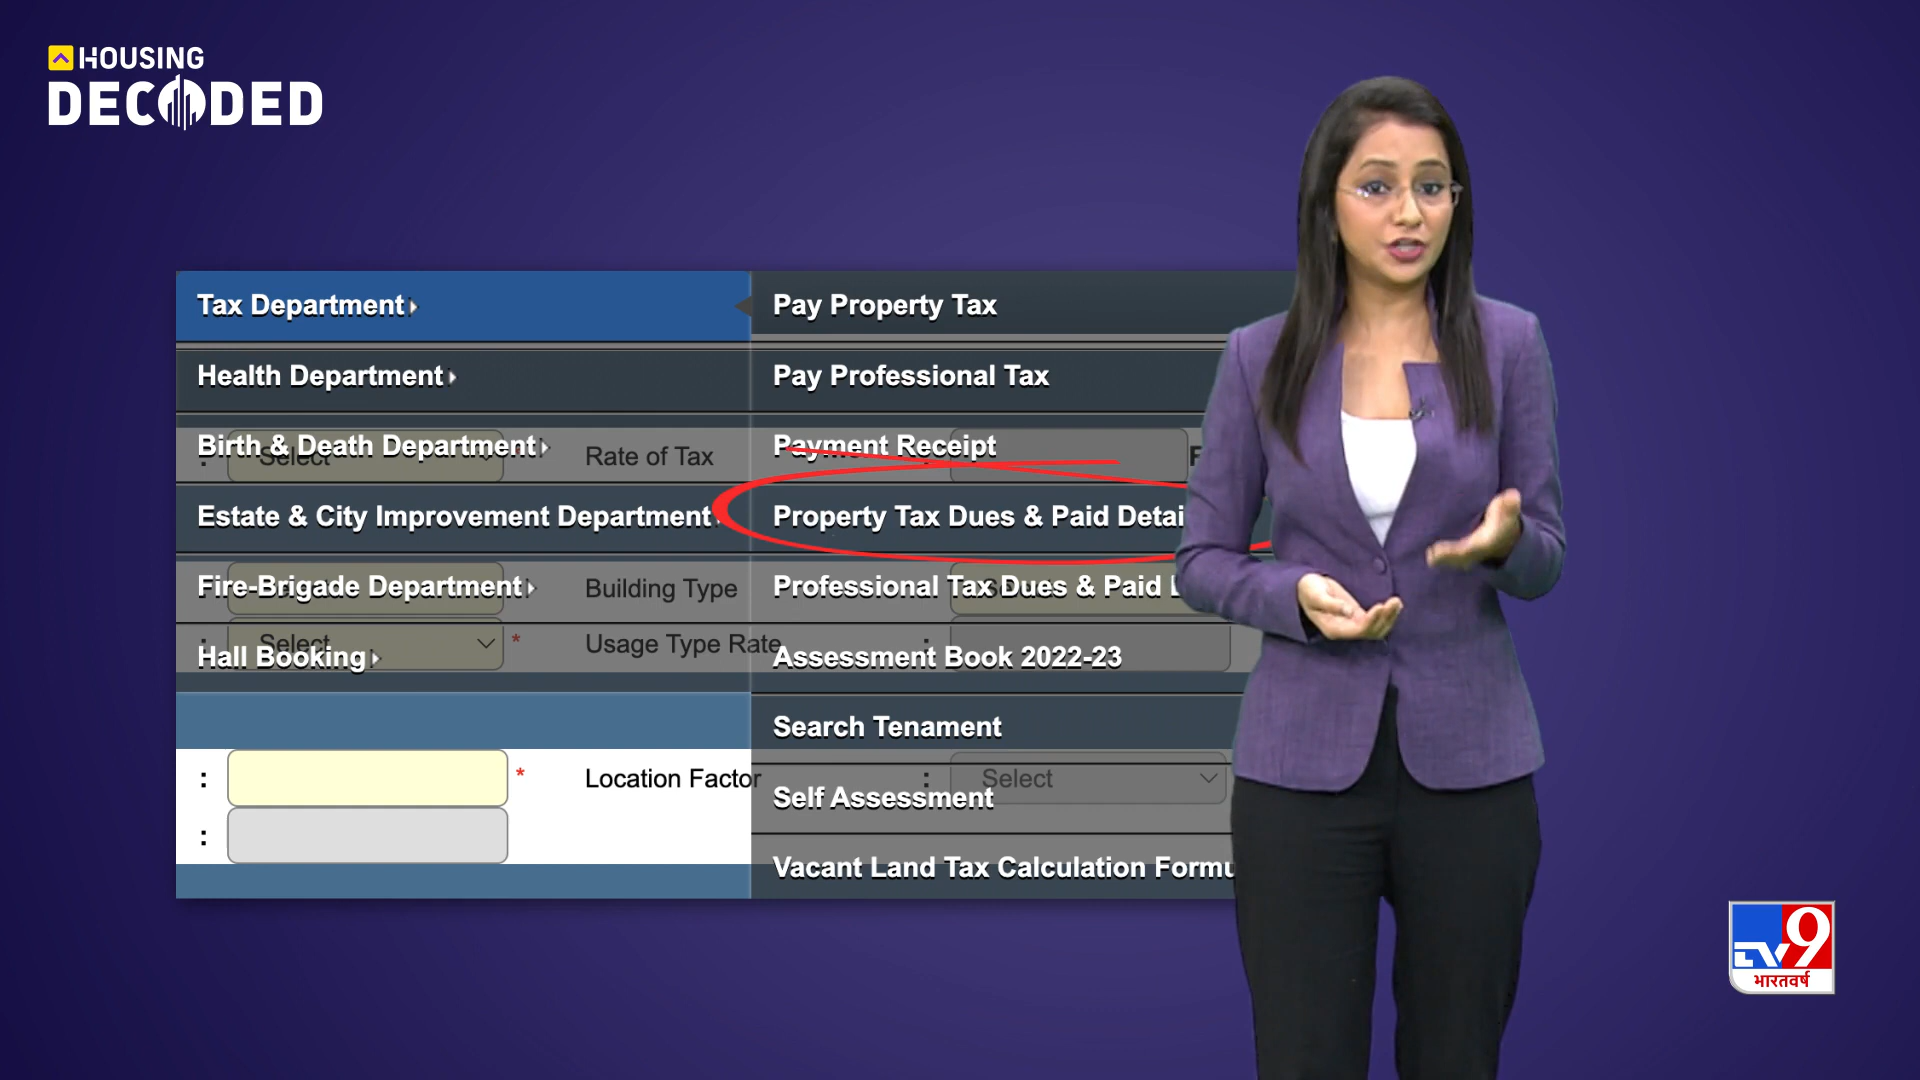 HOUSING
DECODED
Tax Department
Health Department
Birth & Death Department
Estate & City Improvement Department
Fire-Brigade Department
Hall Booking
Pay Property Tax
Pay Professional Tax
Payment Receipt
Property Tax Dues & Paid Detai
Professional Tax Dues & Paid
Assessment Book 2022-23
Search Tenament
Self Assessment
Vacant Land Tax Calculation Formu
: Select Rate of Tax
Building Type
: Select * Usage Type Rate :
: * Location Factor : Select
:
TV9
भारतवर्ष